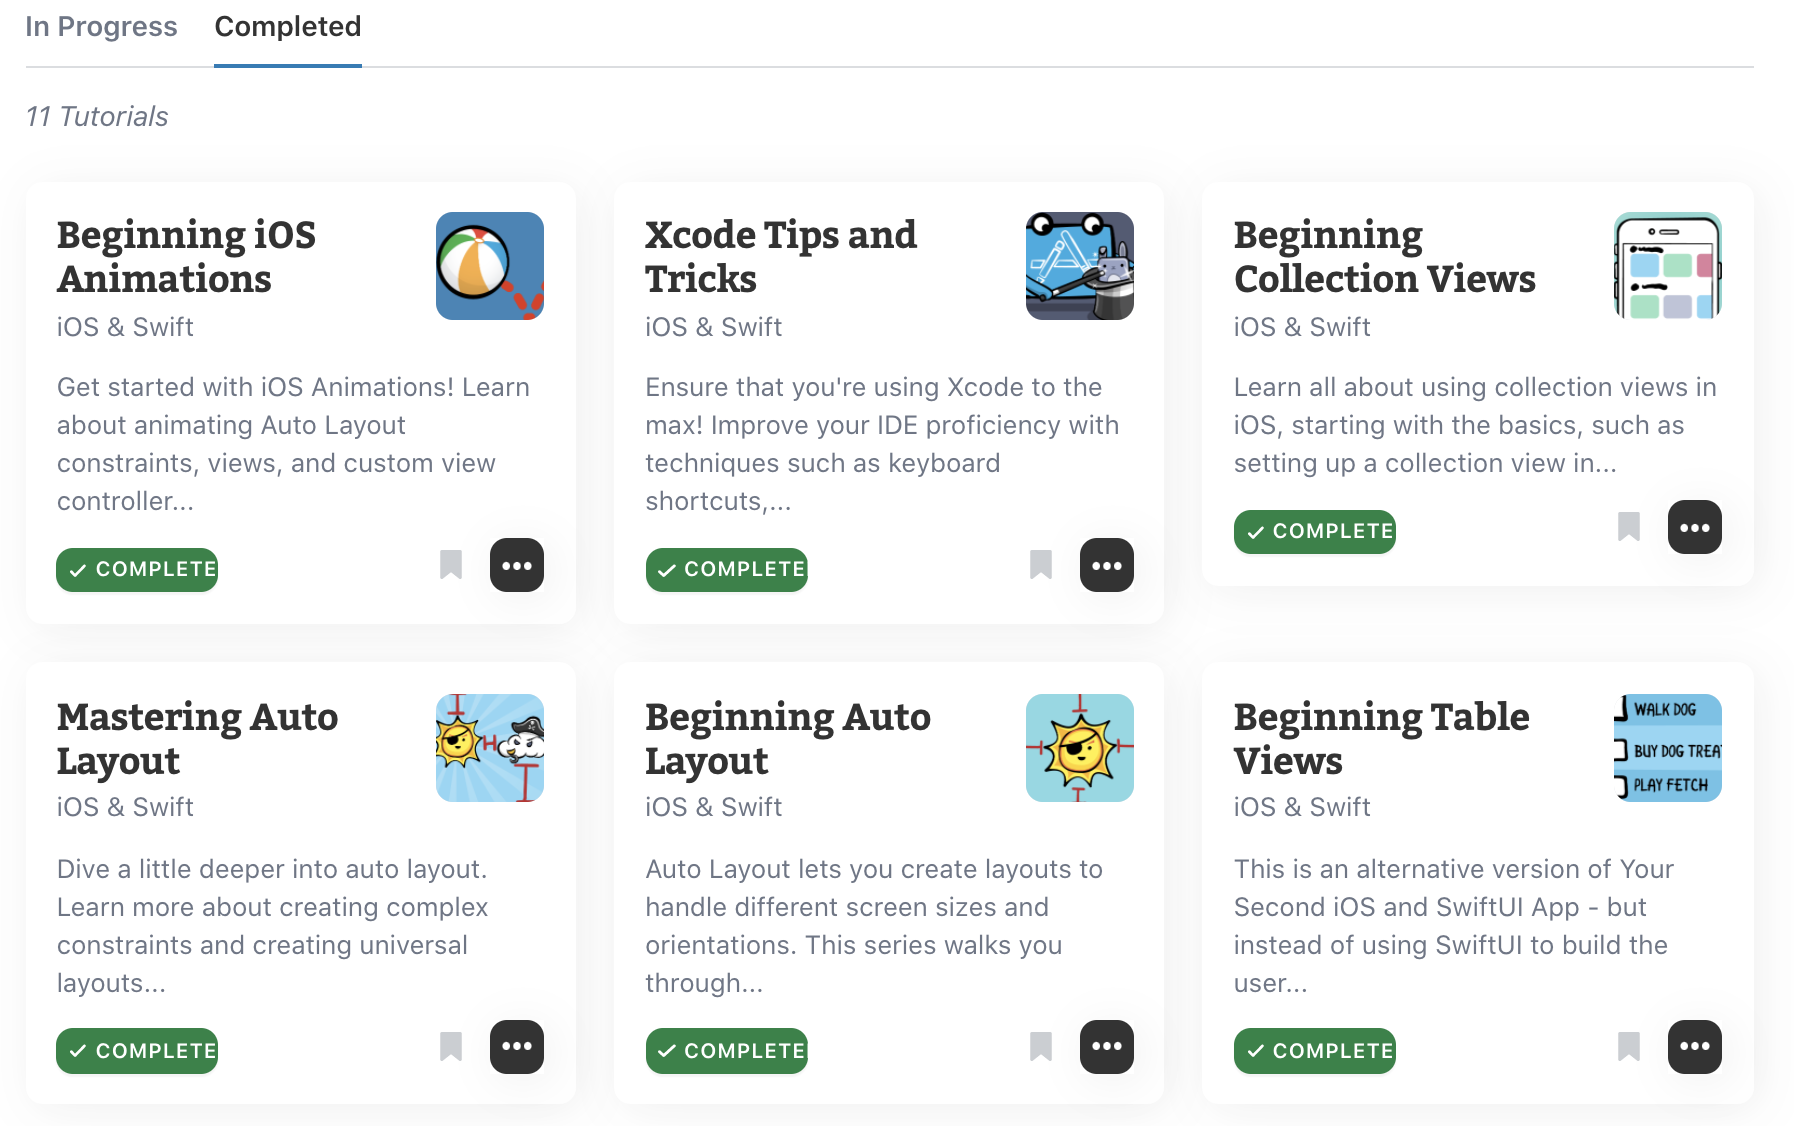 In Progress Completed
11 Tutorials
Beginning iOS
Animations
iOS & Swift
Get started with iOS Animations! Learn
about animating Auto Layout
constraints, views, and custom view
controller...
COMPLETE
Xcode Tips and
Tricks
iOS & Swift
Ensure that you're using Xcode to the
max! Improve your IDE proficiency with
techniques such as keyboard
shortcuts,...
COMPLETE
Beginning
Collection Views
iOS & Swift
Learn all about using collection views in
iOS, starting with the basics, such as
setting up a collection view in...
COMPLETE
Mastering Auto
Layout
iOS & Swift
Dive a little deeper into auto layout.
Learn more about creating complex
constraints and creating universal
layouts...
COMPLETE
Beginning Auto
Layout
iOS & Swift
Auto Layout lets you create layouts to
handle different screen sizes and
orientations. This series walks you
through...
COMPLETE
Beginning Table
Views
WALK DOG
BUY DOG TREA
PLAY FETCH
iOS & Swift
This is an alternative version of Your
Second iOS and SwiftUI App - but
instead of using SwiftUI to build the
user...
COMPLETE